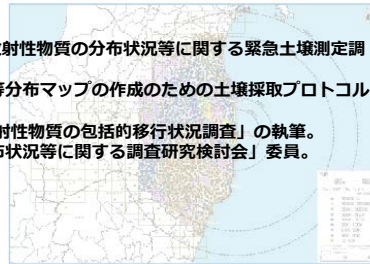 射性物質の分布状況等に関する緊急土壌測定調
等分布マップの作成のための土壌採取プロトコル
射性物質の包括的移行状況調査」の執筆。
布状況等に関する調査研究検討会」委員。